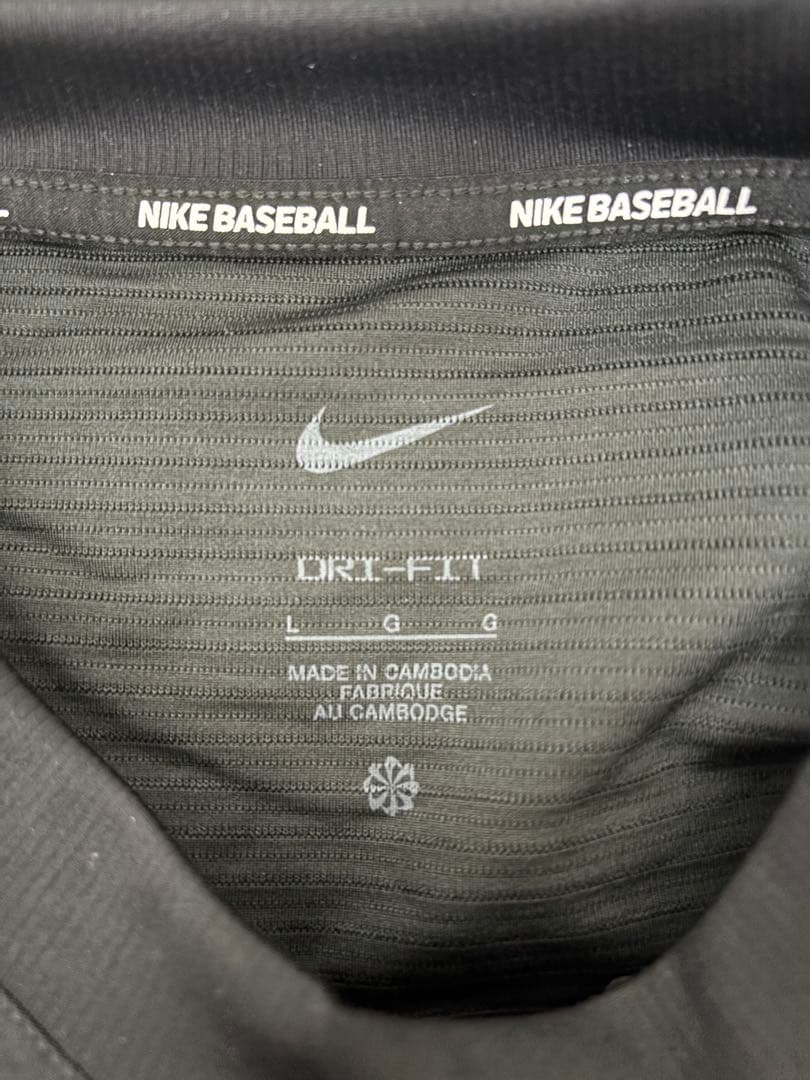 NIKE BASEBALL NIKE BASEBALL
DRI-FIT
L G G
MADE IN CAMBODIA
FABRIQUE
AU CAMBODGE